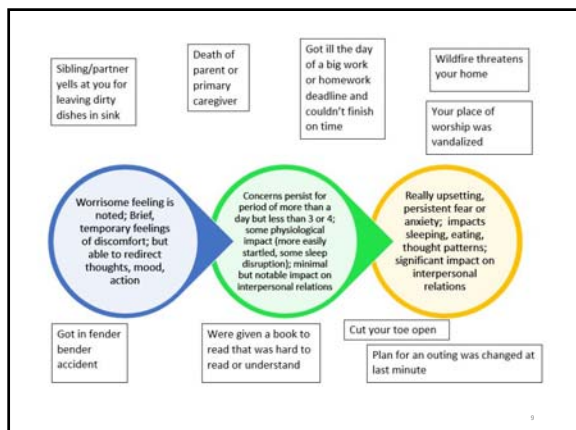 Sibling/partner
yells at you for
leaving dirty
dishes in sink
Death of
parent or
primary
caregiver
Got ill the day
of a big work
or homework
deadline and
couldn't finish
on time
Wildfire threatens
your home
Your place of
worship was
vandalized
Worrisome feeling is
noted; Brief,
temporary feelings
of discomfort; but
able to redirect
thoughts, mood,
action
Concerns persist for
period of more than a
day but less than 3 or 4;
some physiological
impact (more easily
startled, some sleep
disruption); minimal
but notable impact on
interpersonal relations
Really upsetting,
persistent fear or
anxiety; impacts
sleeping, eating,
thought patterns;
significant impact on
interpersonal
relations
Got in fender
bender
accident
Were given a book to
read that was hard to
read or understand
Cut your toe open
Plan for an outing was changed at
last minute
9